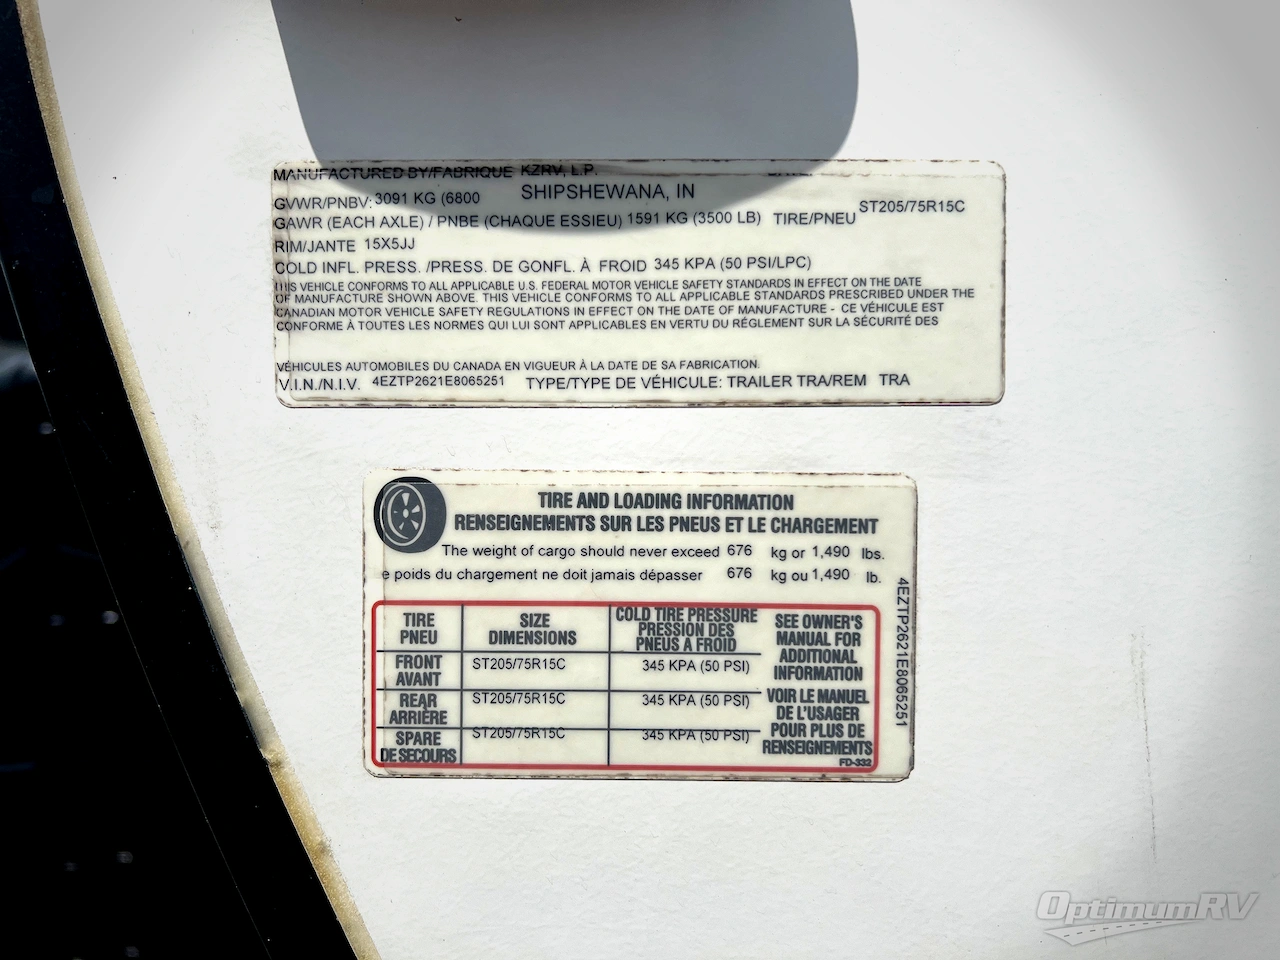 MANUFACTURED BY/FABRIQUE KZRV, L.P.
SHIPSHEWANA, IN
GVWR/PNBV: 3091 KG (6800
GAWR (EACH AXLE) / PNBE (CHAQUE ESSIEU) 1591 KG (3500 LB) TIRE/PNEU ST205/75R15C
RIM/JANTE 15X5JJ
COLD INFL. PRESS. /PRESS. DE GONFL. À FROID 345 KPA (50 PSI/LPC)
THIS VEHICLE CONFORMS TO ALL APPLICABLE U.S. FEDERAL MOTOR VEHICLE SAFETY STANDARDS IN EFFECT ON THE DATE
OF MANUFACTURE SHOWN ABOVE. THIS VEHICLE CONFORMS TO ALL APPLICABLE STANDARDS PRESCRIBED UNDER THE
CANADIAN MOTOR VEHICLE SAFETY REGULATIONS IN EFFECT ON THE DATE OF MANUFACTURE - CE VÉHICULE EST
CONFORME À TOUTES LES NORMES QUI LUI SONT APPLICABLES EN VERTU DU RÉGLEMENT SUR LA SÉCURITÉ DES
VÉHICULES AUTOMOBILES DU CANADA EN VIGUEUR À LA DATE DE SA FABRICATION.
V.I.N./N.I.V. 4EZTP2621E8065251 TYPE/TYPE DE VÉHICULE: TRAILER TRA/REM TRA
TIRE AND LOADING INFORMATION
RENSEIGNEMENTS SUR LES PNEUS ET LE CHARGEMENT
The weight of cargo should never exceed 676 kg or 1,490 lbs.
e poids du chargement ne doit jamais dépasser 676 kg ou 1,490 lb.
TIRE
PNEU
SIZE
DIMENSIONS
COLD TIRE PRESSURE
PRESSION DES
PNEUS A FROID
FRONT
AVANT
ST205/75R15C
345 KPA (50 PSI)
REAR
ARRIÈRE
ST205/75R15C
345 KPA (50 PSI)
SPARE
DE SECOURS
ST205/75R15C
345 KPA (50 PSI)
SEE OWNER'S
MANUAL FOR
ADDITIONAL
INFORMATION
VOIR LE MANUEL
DE L'USAGER
POUR PLUS DE
RENSEIGNEMENTS
FD-332
4EZTP2621E8065251
OptimumRV